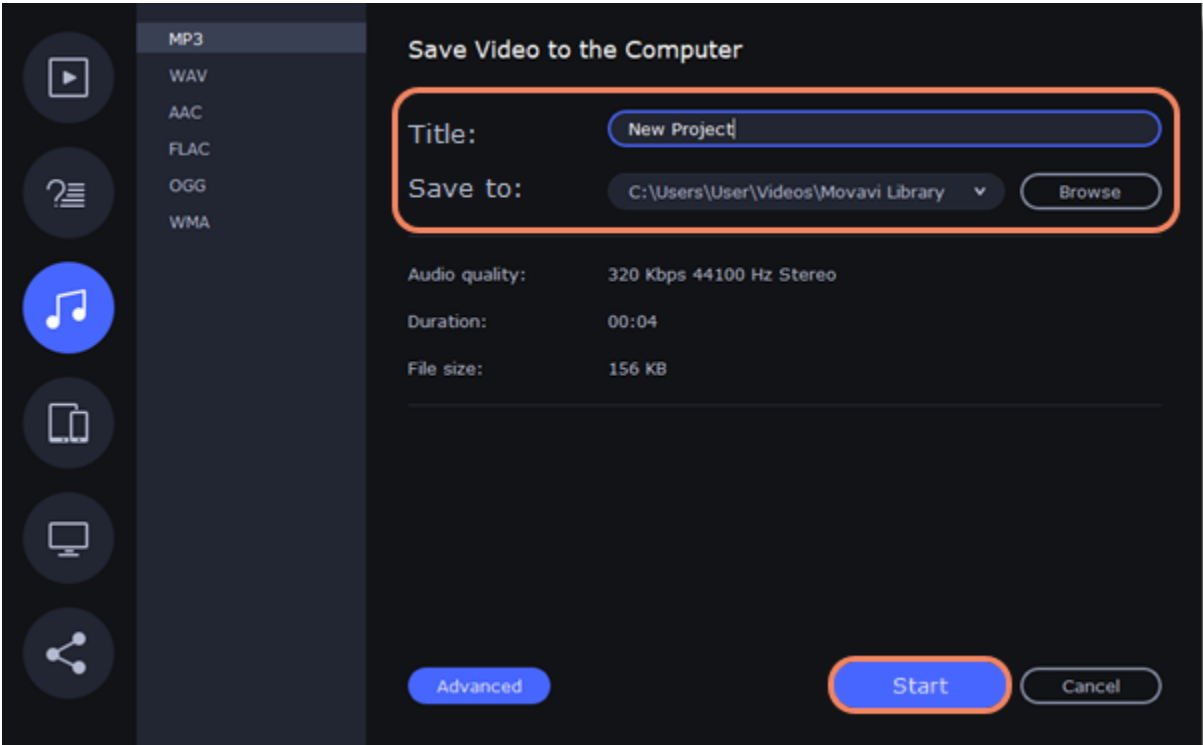 MP3
WAV
AAC
FLAC
OGG
WMA
Save Video to the Computer
Title: New Project
Save to: C:\Users\User\Videos\Movavi Library Browse
Audio quality: 320 Kbps 44100 Hz Stereo
Duration: 00:04
File size: 156 KB
Advanced Start Cancel